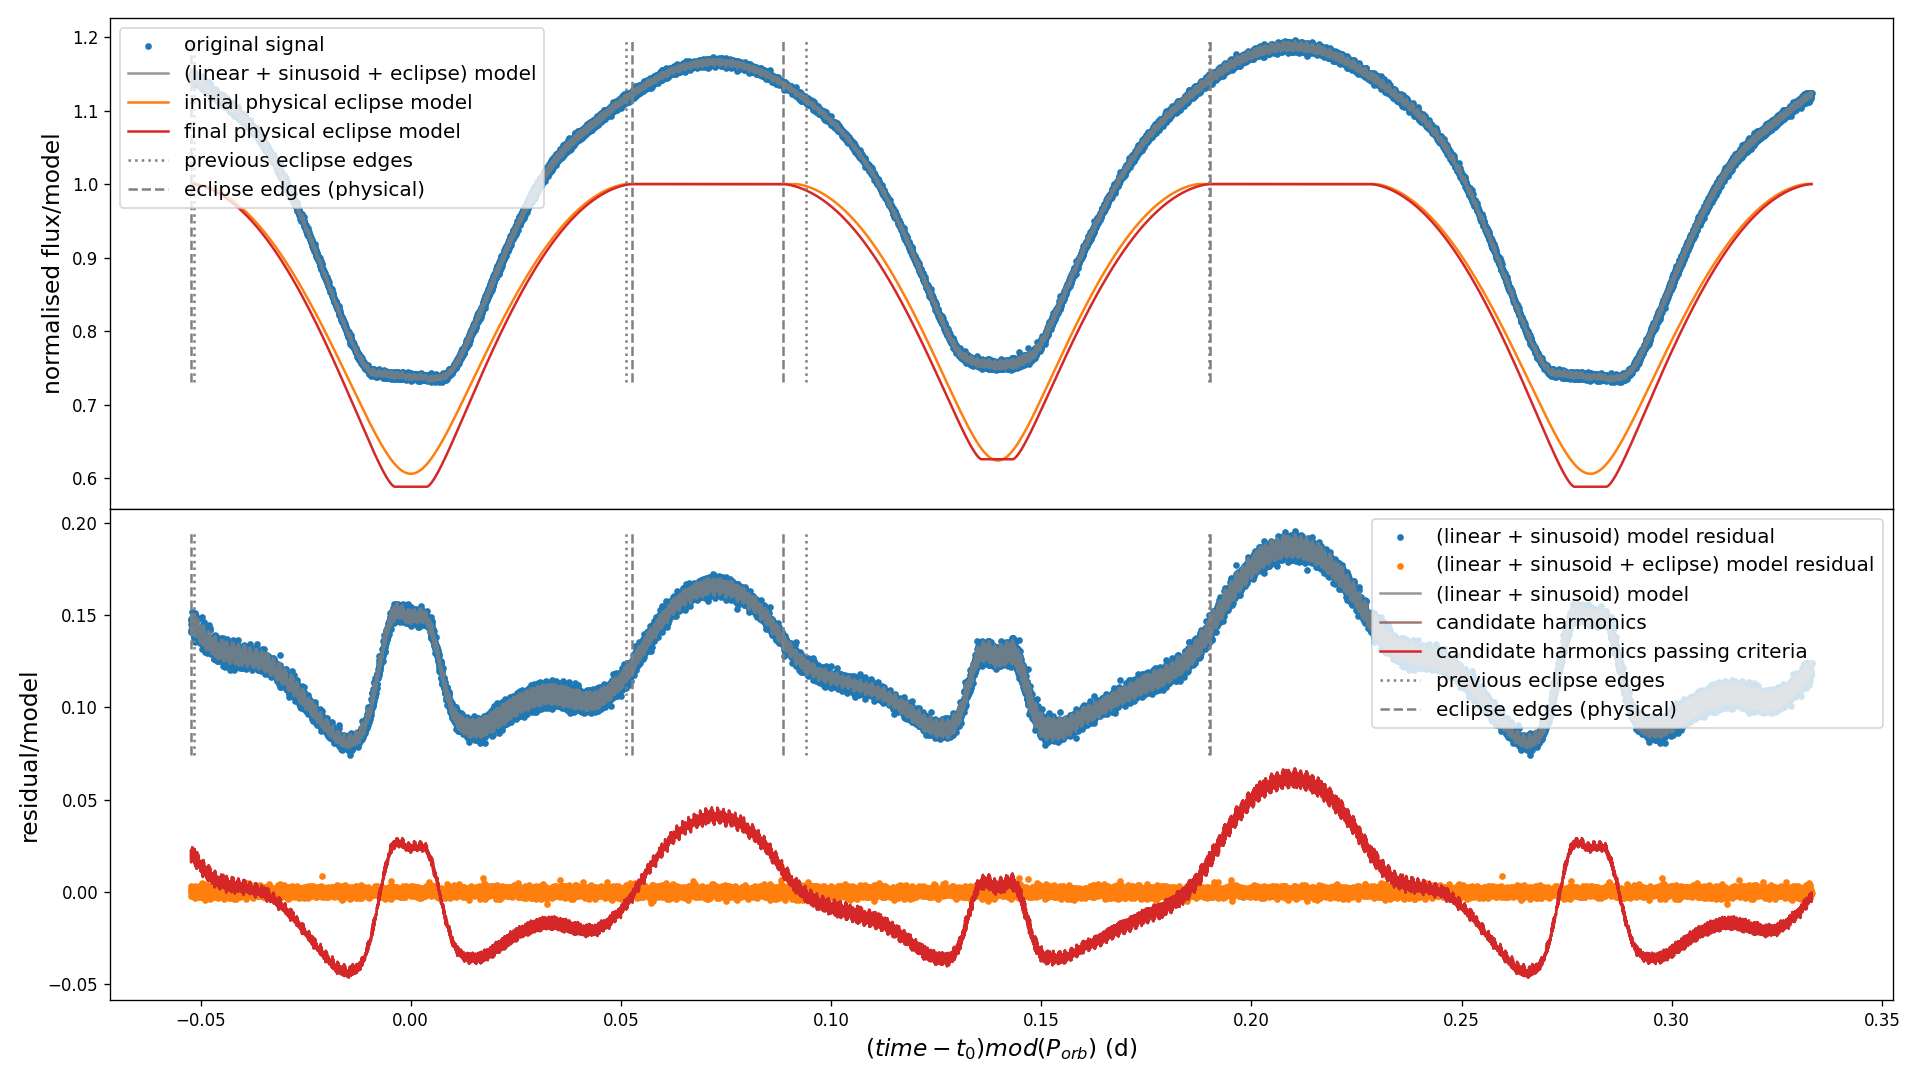 normalised flux/model
1.2
1.1
1.0
0.9
0.8
0.7
0.6
original signal
(linear + sinusoid + eclipse) model
initial physical eclipse model
final physical eclipse model
previous eclipse edges
eclipse edges (physical)
residual/model
0.20
0.15
0.10
0.05
0.00
−0.05
(linear + sinusoid) model residual
(linear + sinusoid + eclipse) model residual
(linear + sinusoid) model
candidate harmonics
candidate harmonics passing criteria
previous eclipse edges
eclipse edges (physical)
−0.05 0.00 0.05 0.10 0.15 0.20 0.25 0.30 0.35
(time − t₀)mod(P_orb) (d)